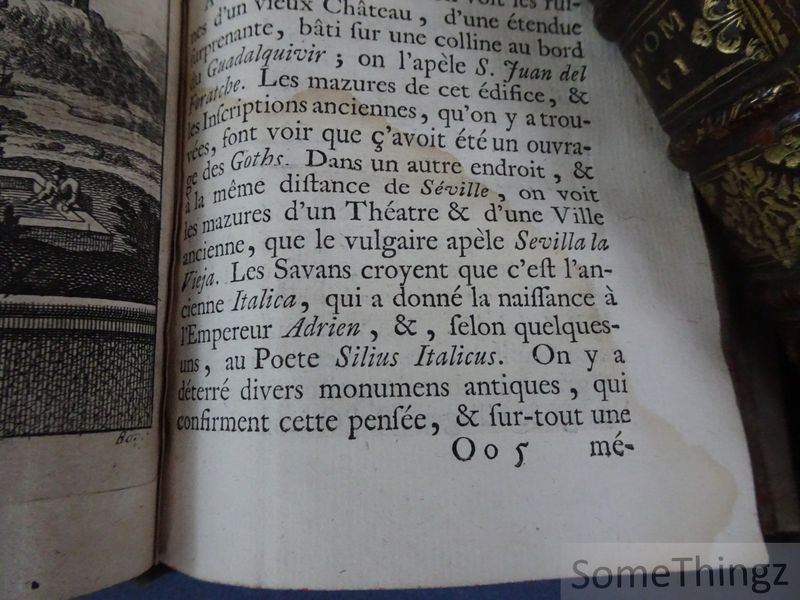 nes d'un vieux Château, d'une étendue
surprenante, bâti ſur une colline au bord
du Guadalquivir; on l'apèle S. Juan del
Foratche. Les mazures de cet édifice, &
les Inſcriptions anciennes, qu'on y a trou-
vées, font voir que ç'avoit été un ouvra-
ge des Goths. Dans un autre endroit, &
à la même diſtance de Séville, on voit
les mazures d'un Théatre & d'une Ville
ancienne, que le vulgaire apèle Sevilla la
Vieja. Les Savans croyent que c'eſt l'an-
cienne Italica, qui a donné la naiſſance à
l'Empereur Adrien, &, ſelon quelques-
uns, au Poete Silius Italicus. On y a
déterré divers monumens antiques, qui
confirment cette penſée, & ſur-tout une
Oo 5 mé-
TOM
VI
SomeThingz